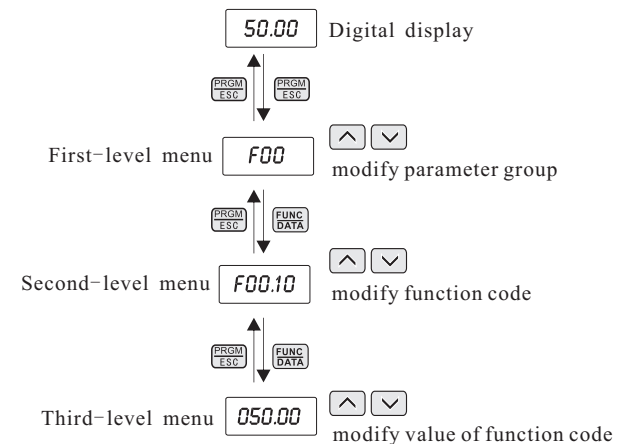 50.00 Digital display
PRGM ESC PRGM ESC
First-level menu F00
modify parameter group
PRGM ESC FUNC DATA
Second-level menu F00.10
modify function code
PRGM ESC FUNC DATA
Third-level menu 050.00
modify value of function code